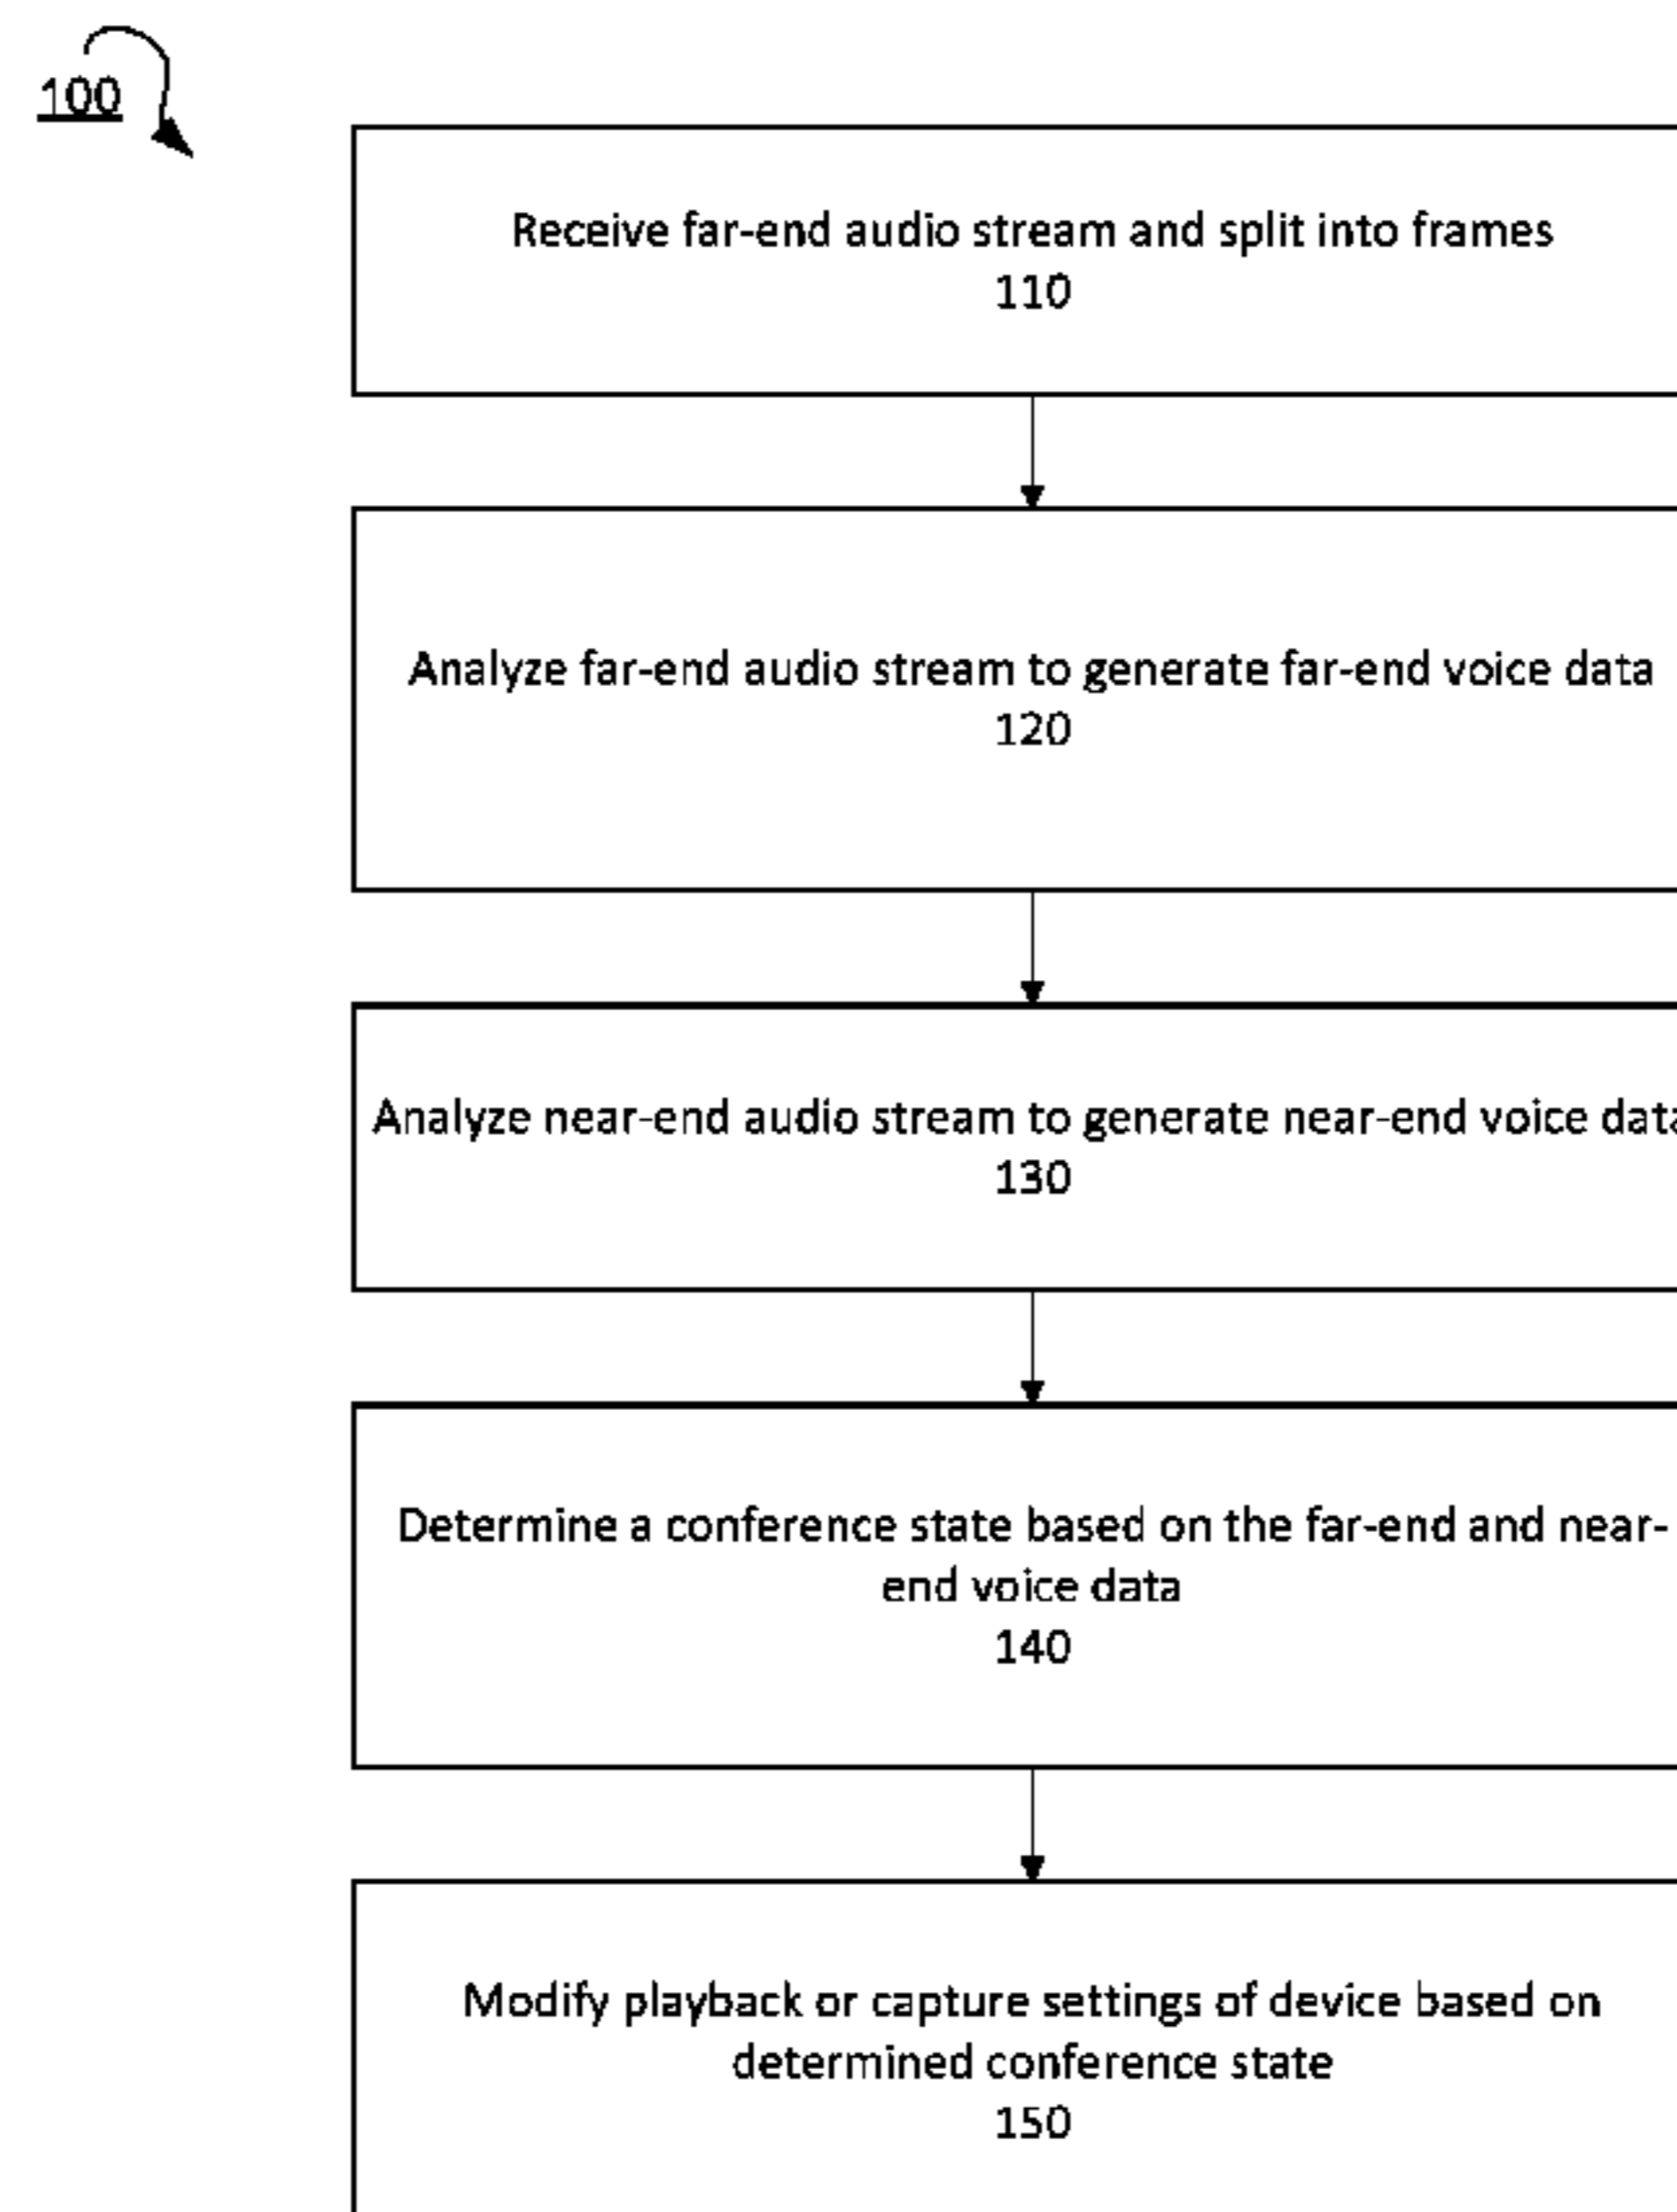 100
Receive far-end audio stream and split into frames
110
Analyze far-end audio stream to generate far-end voice data
120
Analyze near-end audio stream to generate near-end voice data
130
Determine a conference state based on the far-end and near-
end voice data
140
Modify playback or capture settings of device based on
determined conference state
150